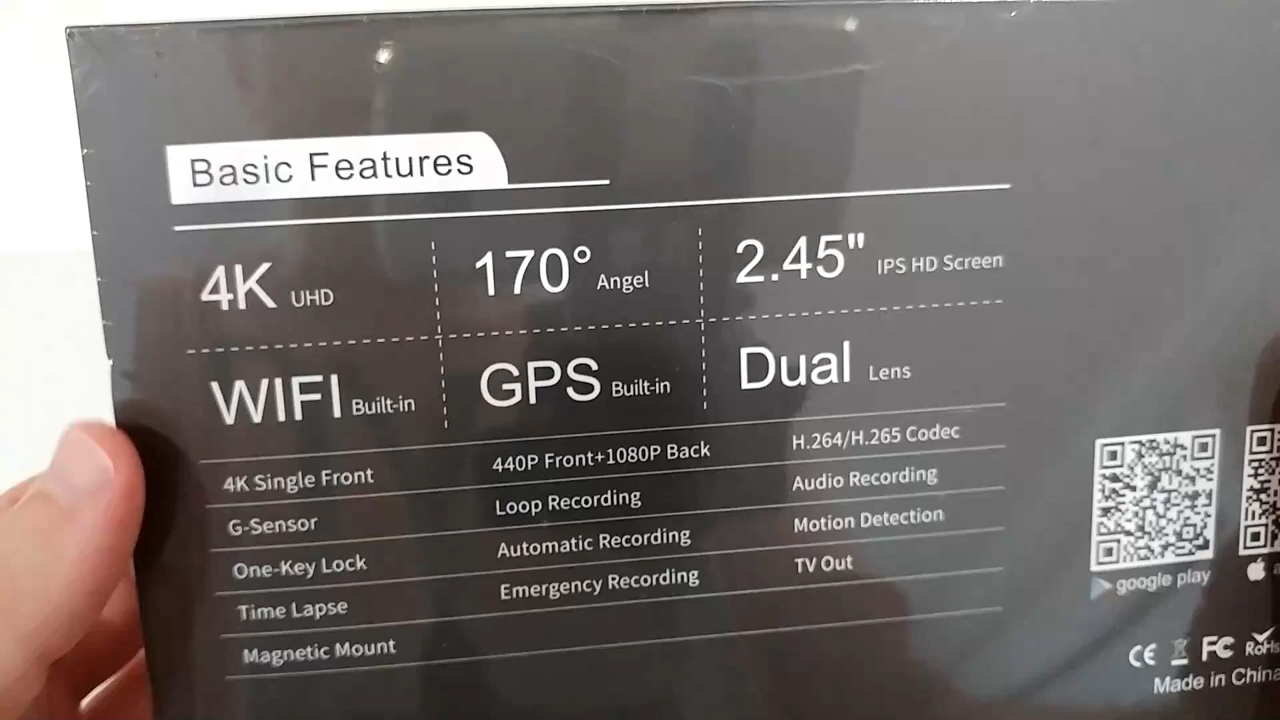 Basic Features
4K UHD
170° Angel
2.45" IPS HD Screen
WIFI Built-in
GPS Built-in
Dual Lens
4K Single Front
440P Front+1080P Back
H.264/H.265 Codec
G-Sensor
Loop Recording
Audio Recording
One-Key Lock
Automatic Recording
Motion Detection
Time Lapse
Emergency Recording
TV Out
Magnetic Mount
google play
CE FC RoHS
Made in China